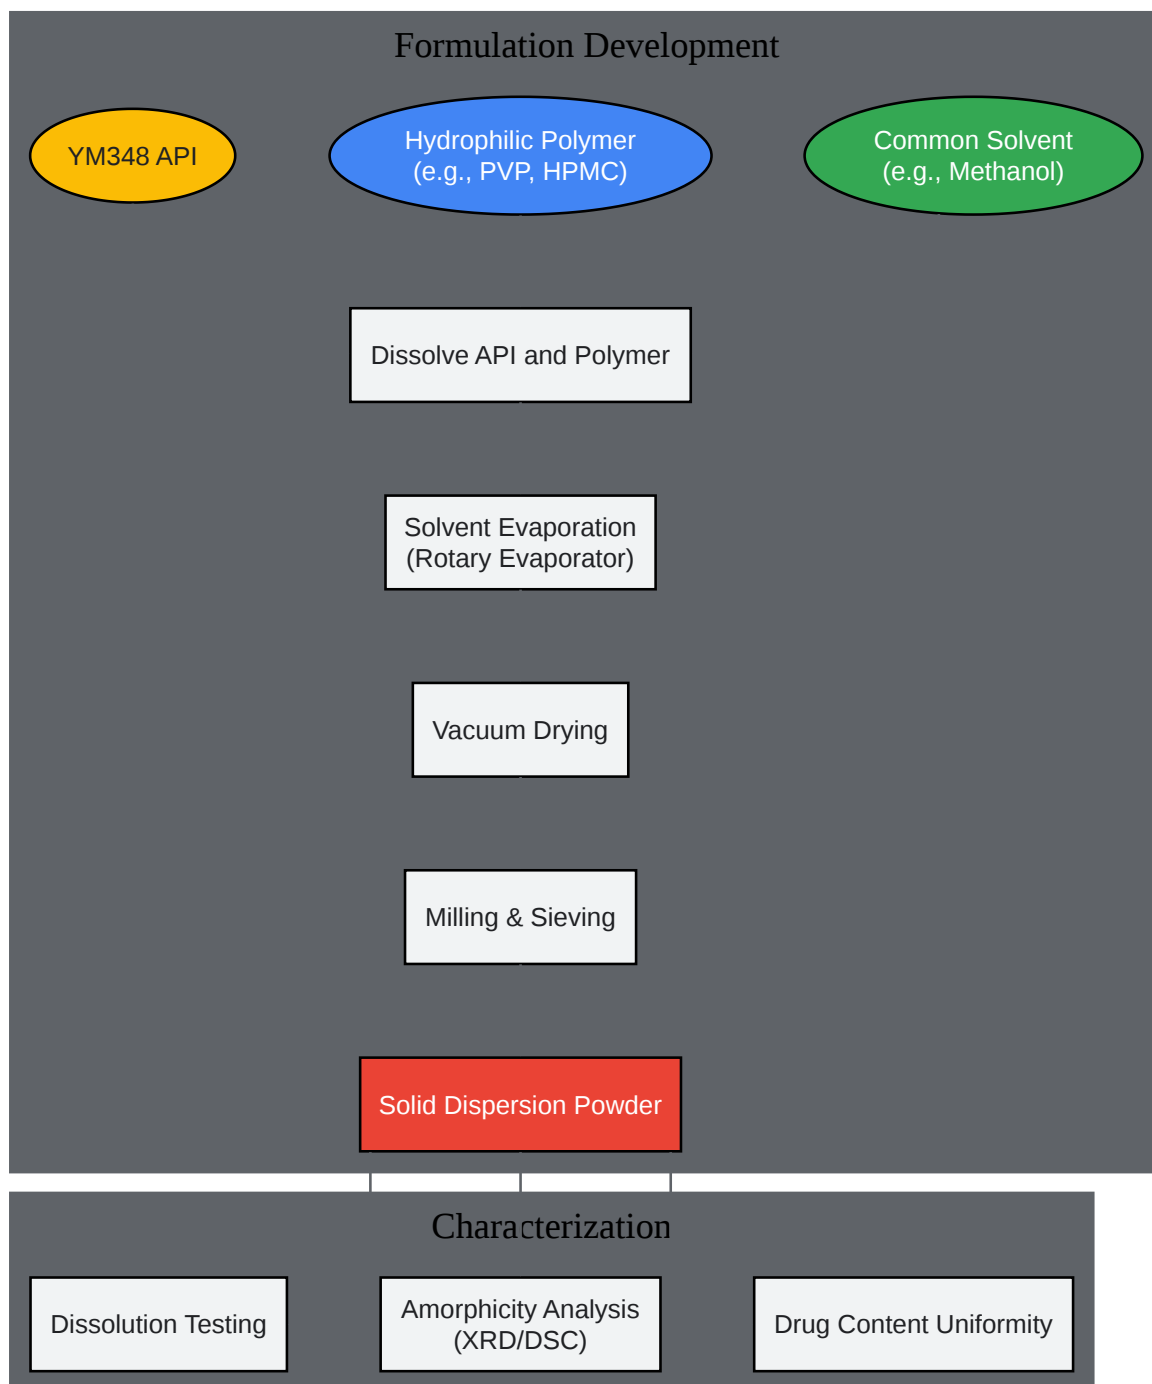 Formulation Development
YM348 API
Hydrophilic Polymer
(e.g., PVP, HPMC)
Common Solvent
(e.g., Methanol)
Dissolve API and Polymer
Solvent Evaporation
(Rotary Evaporator)
Vacuum Drying
Milling & Sieving
Solid Dispersion Powder
Characterization
Dissolution Testing
Amorphicity Analysis
(XRD/DSC)
Drug Content Uniformity